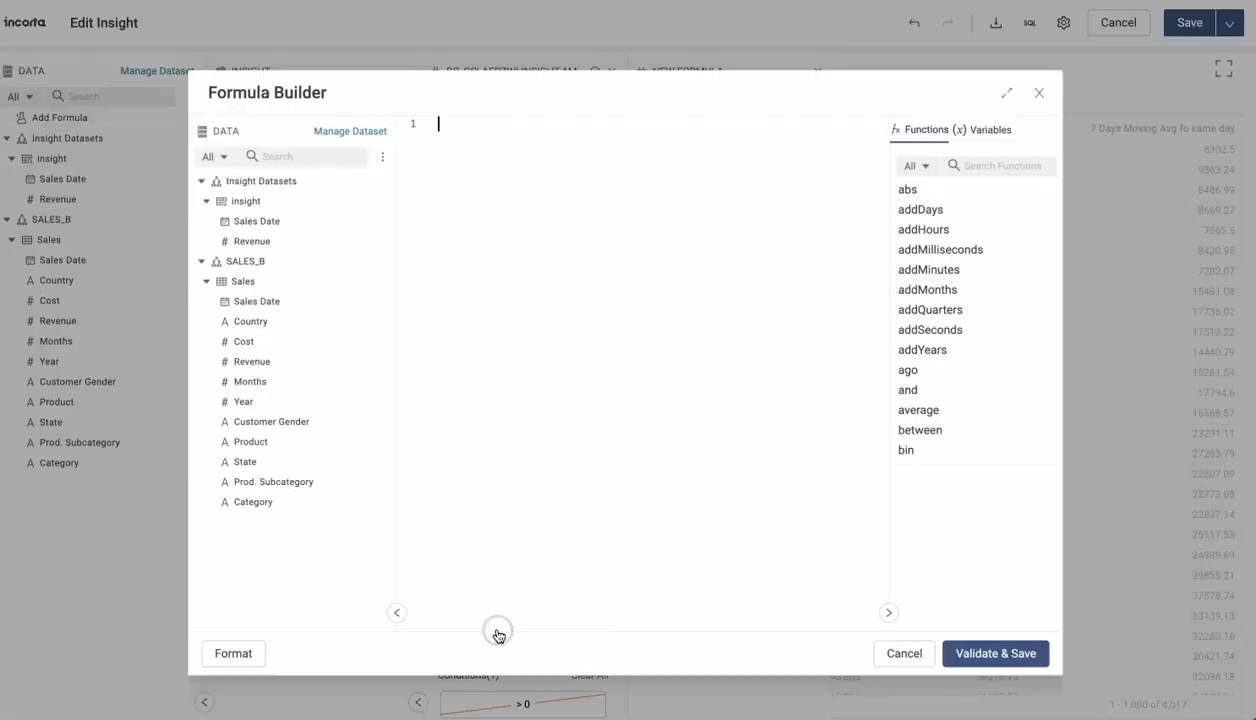 incorta
Edit Insight
SQL
Cancel
Save
DATA
Manage Dataset
All
Search
Add Formula
Insight Datasets
Insight
Sales Date
Revenue
SALES_B
Sales
Sales Date
Country
Cost
Revenue
Months
Year
Customer Gender
Product
State
Prod. Subcategory
Category
Formula Builder
DATA
Manage Dataset
All
Search
Insight Datasets
insight
Sales Date
Revenue
SALES_B
Sales
Sales Date
Country
Cost
Revenue
Months
Year
Customer Gender
Product
State
Prod. Subcategory
Category
1
fx Functions
(x) Variables
All
Search Functions
abs
addDays
addHours
addMilliseconds
addMinutes
addMonths
addQuarters
addSeconds
addYears
ago
and
average
between
bin
Format
Cancel
Validate & Save
7 Days Moving Avg fo same day
6302.5
9363.24
8486.99
8669.27
7065.5
8420.95
7202.07
15481.08
17736.02
17513.22
14440.79
15261.54
17794.6
16588.57
23291.11
27293.79
22807.09
22773.88
22897.14
25117.53
24989.69
29855.21
37578.74
33139.13
32280.16
30421.74
32098.18
Clear All
> 0
1 - 1,000 of 4,017